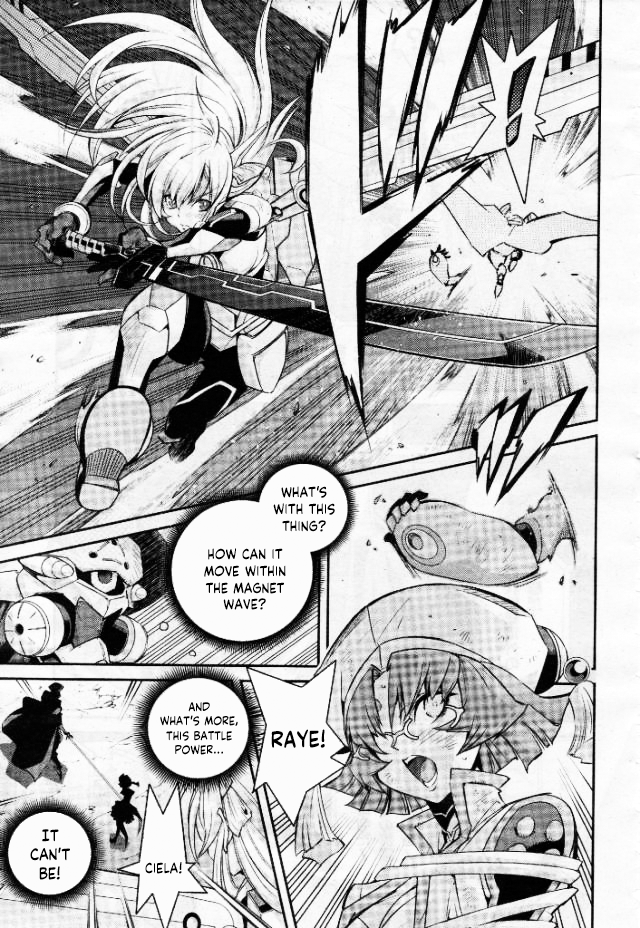 WHAT'S
WITH THIS
THING?
HOW CAN IT
MOVE WITHIN
THE MAGNET
WAVE?
RAYE!
AND
WHAT'S MORE,
THIS BATTLE
POWER...
CIELA!
IT
CAN'T
BE!